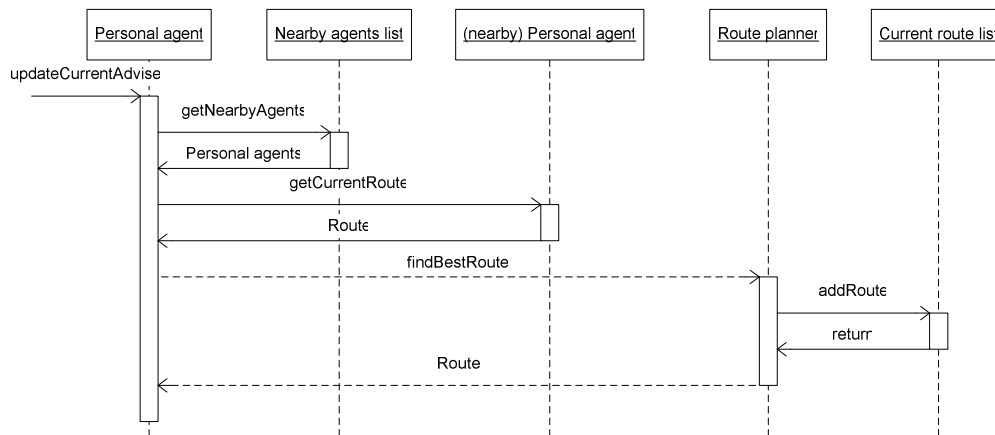 Personal agent
Nearby agents list
(nearby) Personal agent
Route planner
Current route list
updateCurrentAdvise
getNearbyAgents
Personal agents
getCurrentRoute
Route
findBestRoute
addRoute
return
Route